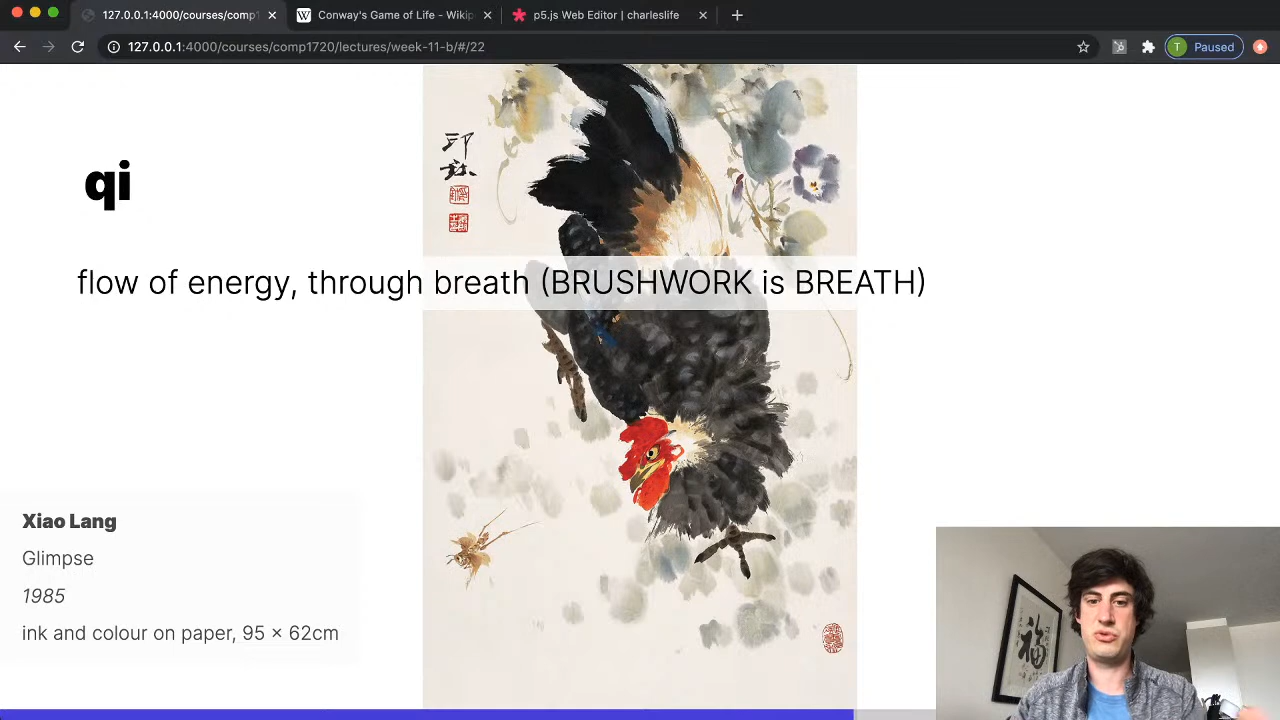 127.0.0.1:4000/courses/comp1
Conway's Game of Life - Wikip
p5.js Web Editor | charleslife
127.0.0.1:4000/courses/comp1720/lectures/week-11-b/#/22
T
Paused
qi
flow of energy, through breath (BRUSHWORK is BREATH)
Xiao Lang
Glimpse
1985
ink and colour on paper, 95 × 62cm
福